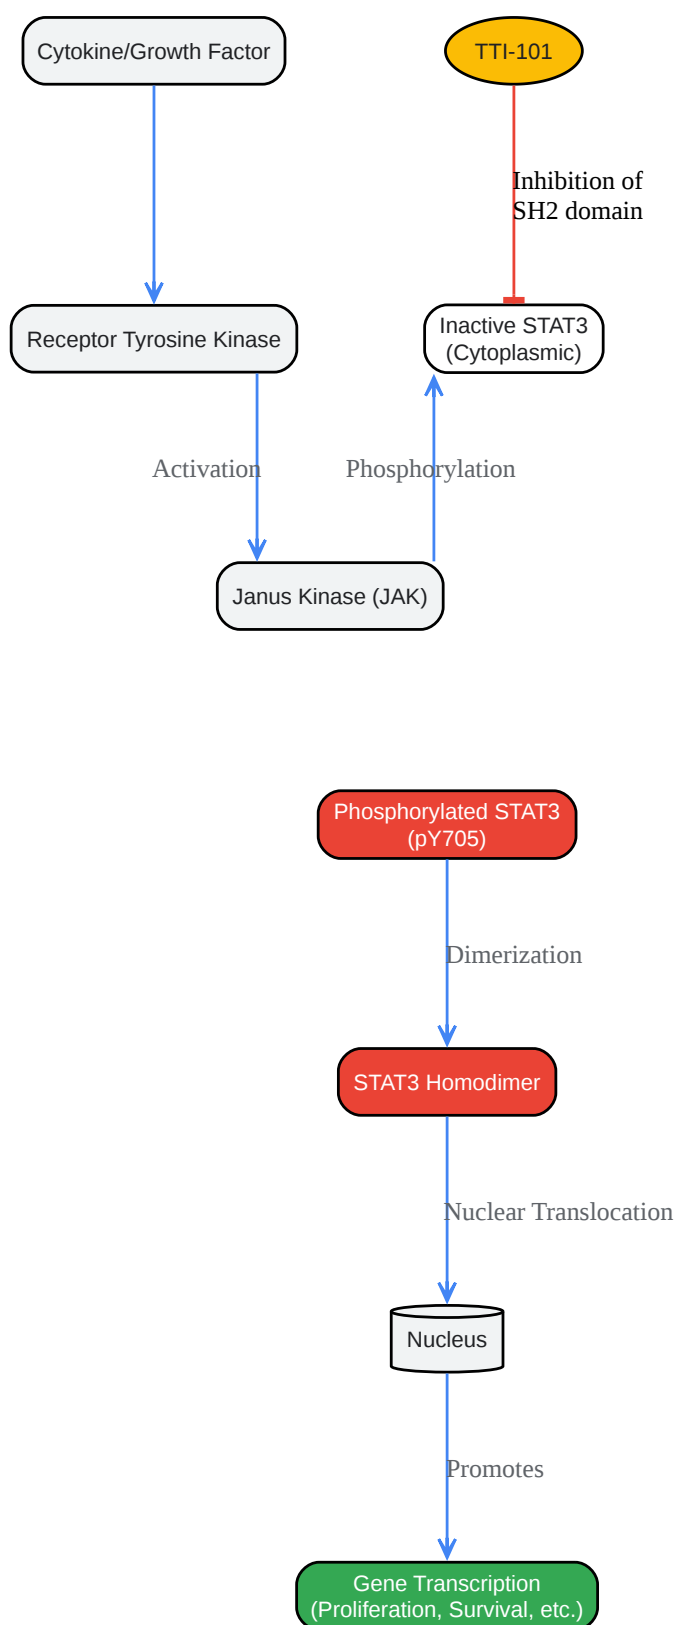 Cytokine/Growth Factor
TTI-101
Inhibition of
SH2 domain
Receptor Tyrosine Kinase
Inactive STAT3
(Cytoplasmic)
Activation
Phosphorylation
Janus Kinase (JAK)
Phosphorylated STAT3
(pY705)
Dimerization
STAT3 Homodimer
Nuclear Translocation
Nucleus
Promotes
Gene Transcription
(Proliferation, Survival, etc.)